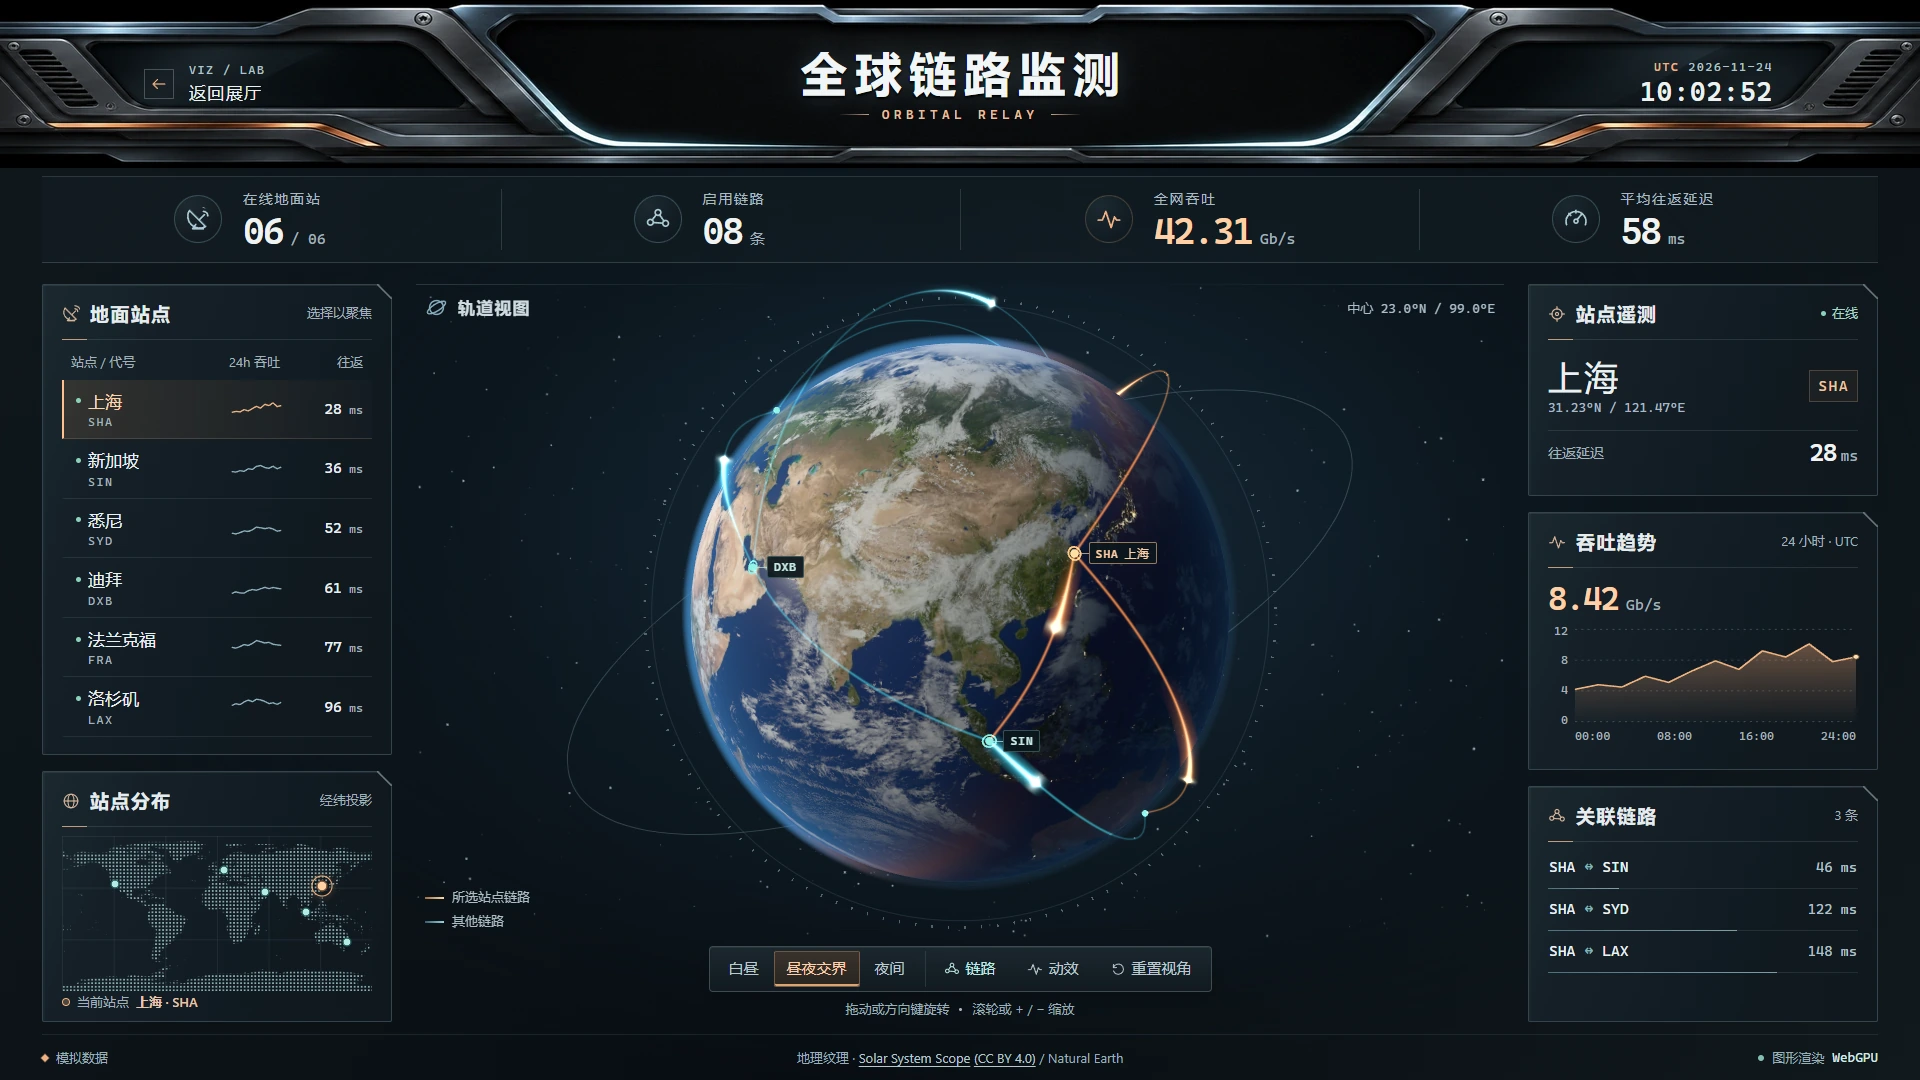 VIZ / LAB
返回展厅
全球链路监测
ORBITAL RELAY
UTC 2026-11-24
10:02:52
在线地面站
06 / 06
启用链路
08 条
全网吞吐
42.31 Gb/s
平均往返延迟
58 ms
地面站点
选择以聚焦
站点 / 代号 24h 吞吐 往返
上海
SHA
28 ms
新加坡
SIN
36 ms
悉尼
SYD
52 ms
迪拜
DXB
61 ms
法兰克福
FRA
77 ms
洛杉矶
LAX
96 ms
站点分布
经纬投影
当前站点 上海 · SHA
轨道视图
中心 23.0°N / 99.0°E
SHA 上海
DXB
SIN
所选站点链路
其他链路
白昼 昼夜交界 夜间 链路 动效 重置视角
拖动或方向键旋转 • 滚轮或 + / − 缩放
站点遥测
在线
上海
SHA
31.23°N / 121.47°E
往返延迟
28 ms
吞吐趋势
24 小时 · UTC
8.42 Gb/s
12
8
4
0
00:00 08:00 16:00 24:00
关联链路
3 条
SHA ⇔ SIN 46 ms
SHA ⇔ SYD 122 ms
SHA ⇔ LAX 148 ms
模拟数据
地理纹理 · Solar System Scope (CC BY 4.0) / Natural Earth
图形渲染 WebGPU